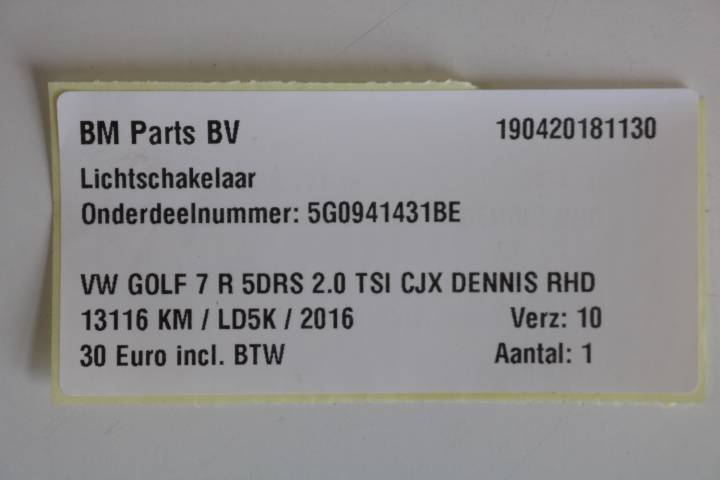 BM Parts BV 190420181130
Lichtschakelaar
Onderdeelnummer: 5G0941431BE
VW GOLF 7 R 5DRS 2.0 TSI CJX DENNIS RHD
13116 KM / LD5K / 2016 Verz: 10
30 Euro incl. BTW Aantal: 1